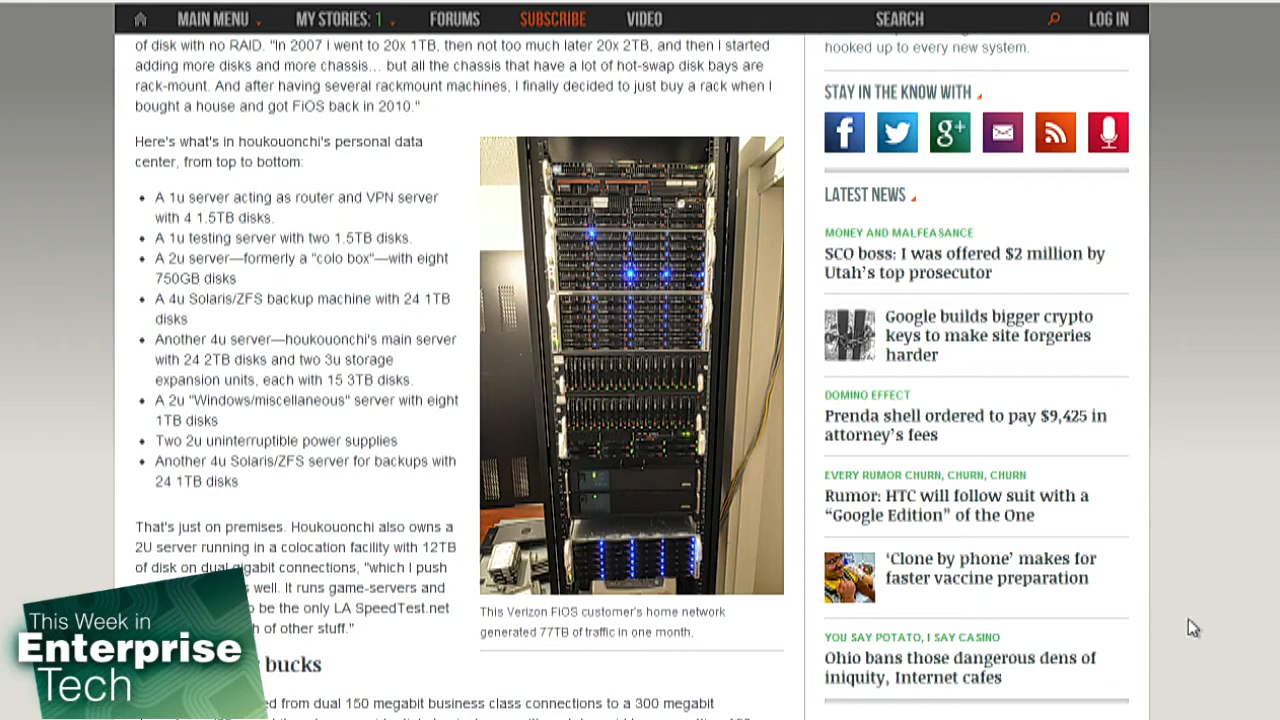 MAIN MENU
MY STORIES: 1
FORUMS
SUBSCRIBE
VIDEO
SEARCH
LOG IN
of disk with no RAID. "In 2007 I went to 20x 1TB, then not too much later 20x 2TB, and then I started
adding more disks and more chassis... but all the chassis that have a lot of hot-swap disk bays are
rack-mount. And after having several rackmount machines, I finally decided to just buy a rack when I
bought a house and got FiOS back in 2010."
Here's what's in houkouonchi's personal data
center, from top to bottom:
• A 1u server acting as router and VPN server
with 4 1.5TB disks.
• A 1u testing server with two 1.5TB disks.
• A 2u server—formerly a "colo box"—with eight
750GB disks
• A 4u Solaris/ZFS backup machine with 24 1TB
disks
• Another 4u server—houkouonchi's main server
with 24 2TB disks and two 3u storage
expansion units, each with 15 3TB disks.
• A 2u "Windows/miscellaneous" server with eight
1TB disks
• Two 2u uninterruptible power supplies
• Another 4u Solaris/ZFS server for backups with
24 1TB disks
That's just on premises. Houkouonchi also owns a
2U server running in a colocation facility with 12TB
of disk on dual gigabit connections, "which I push
well. It runs game-servers and
be the only LA SpeedTest.net
of other stuff."
This Verizon FIOS customer's home network
generated 77TB of traffic in one month.
bucks
from dual 150 megabit business class connections to a 300 megabit
hooked up to every new system.
STAY IN THE KNOW WITH
f
g+
LATEST NEWS
MONEY AND MALFEASANCE
SCO boss: I was offered $2 million by
Utah's top prosecutor
Google builds bigger crypto
keys to make site forgeries
harder
DOMINO EFFECT
Prenda shell ordered to pay $9,425 in
attorney's fees
EVERY RUMOR CHURN, CHURN, CHURN
Rumor: HTC will follow suit with a
"Google Edition" of the One
'Clone by phone' makes for
faster vaccine preparation
YOU SAY POTATO, I SAY CASINO
Ohio bans those dangerous dens of
iniquity, Internet cafes
This Week in
Enterprise
Tech